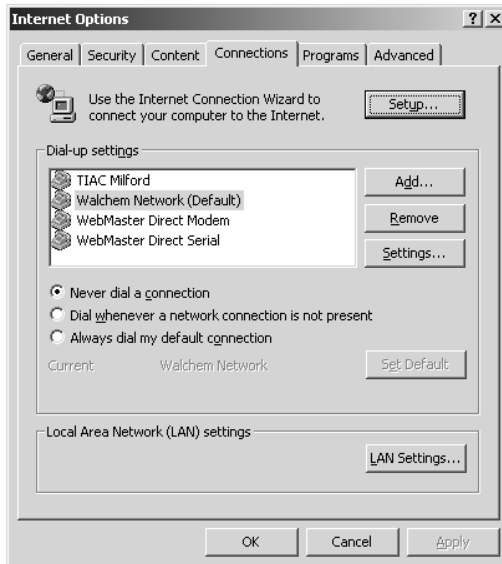 Internet Options
? X
General Security Content Connections Programs Advanced
Use the Internet Connection Wizard to
connect your computer to the Internet.
Setup...
Dial-up settings
TIAC Milford
Walchem Network (Default)
WebMaster Direct Modem
WebMaster Direct Serial
Add...
Remove
Settings...
Never dial a connection
Dial whenever a network connection is not present
Always dial my default connection
Current Walchem Network Set Default
Local Area Network (LAN) settings
LAN Settings...
OK Cancel Apply